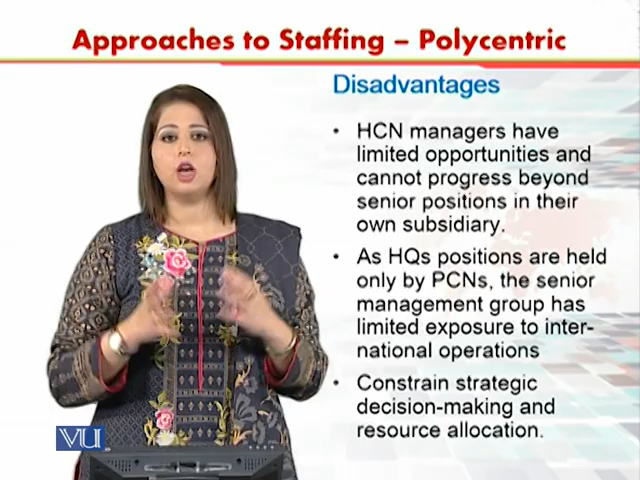 Approaches to Staffing – Polycentric
Disadvantages
• HCN managers have
limited opportunities and
cannot progress beyond
senior positions in their
own subsidiary.
• As HQs positions are held
only by PCNs, the senior
management group has
limited exposure to inter-
national operations
• Constrain strategic
decision-making and
resource allocation.
VU